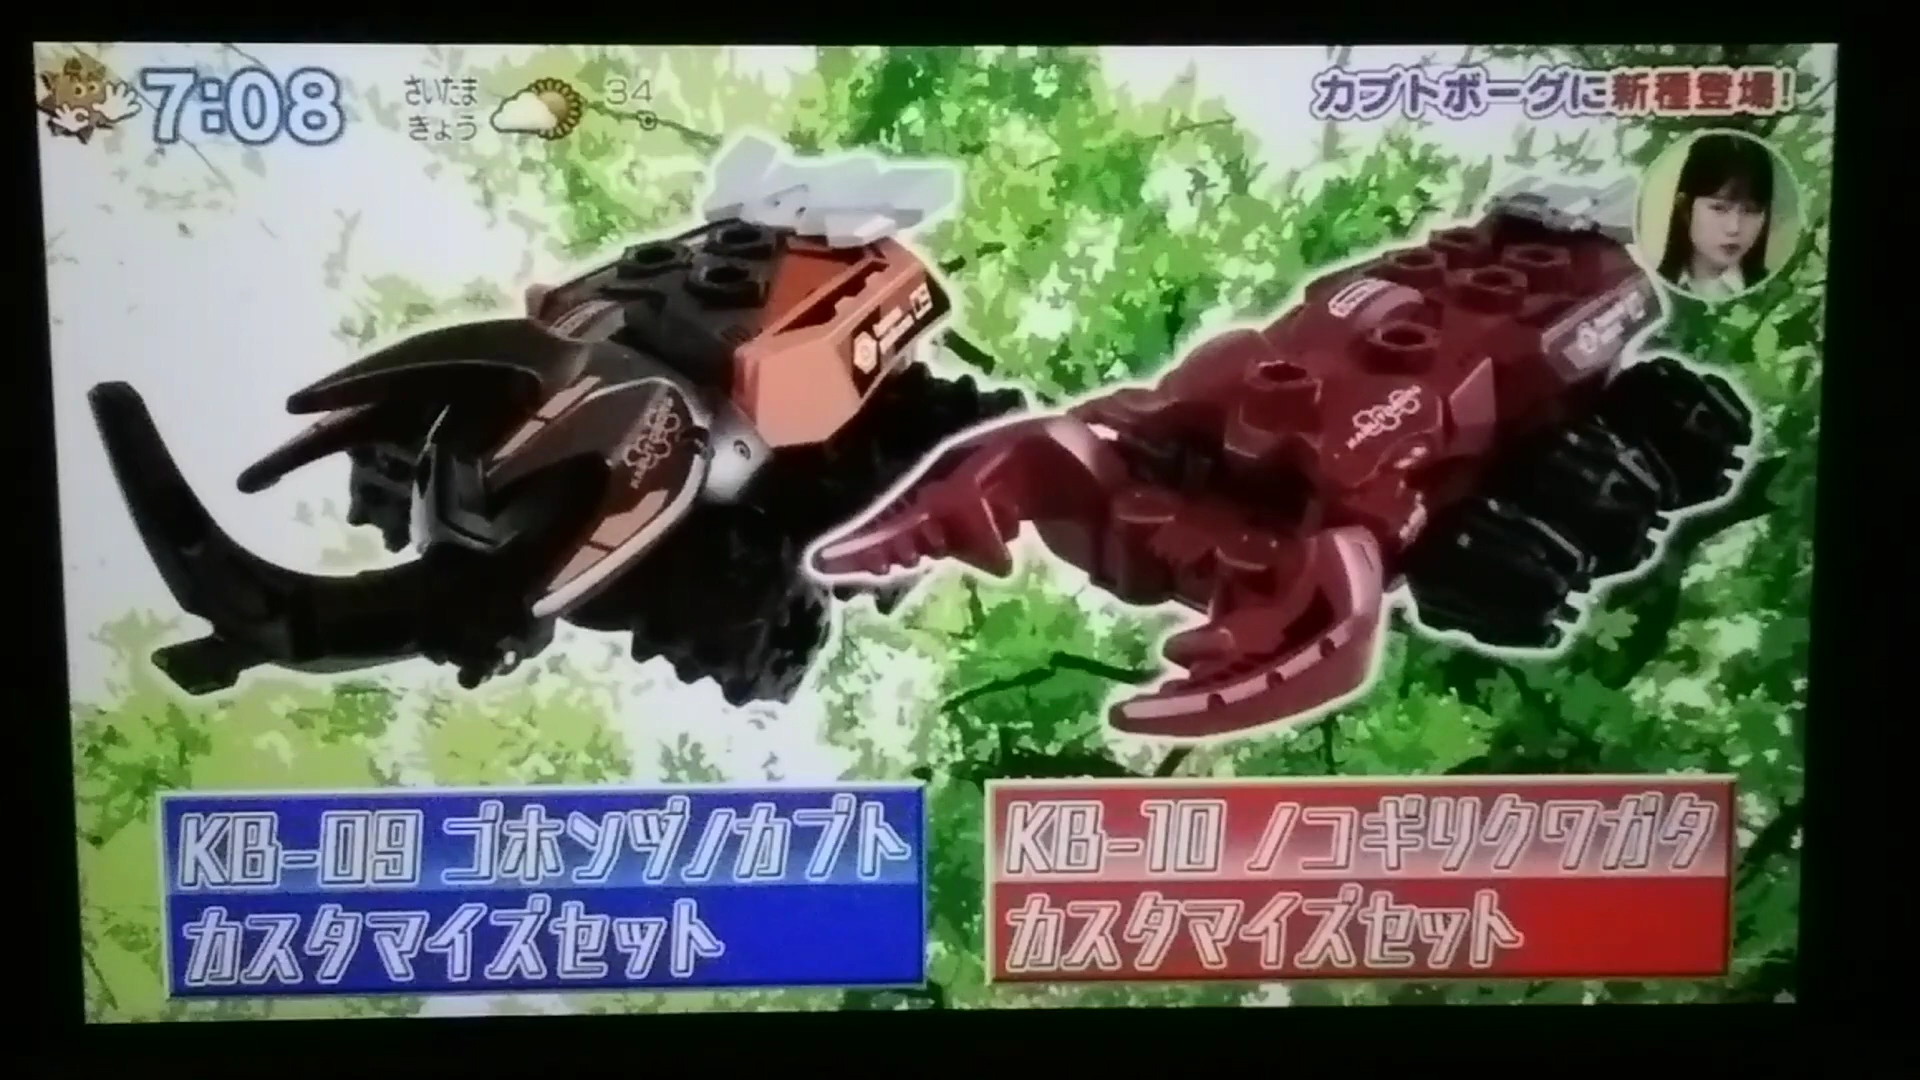 7:08
さいたま
きょう
34
カブトボーグに新種登場!
09
KB-09 ゴホンヅノカブト
カスタマイズセット
KB-10 ノコギリクワガタ
カスタマイズセット